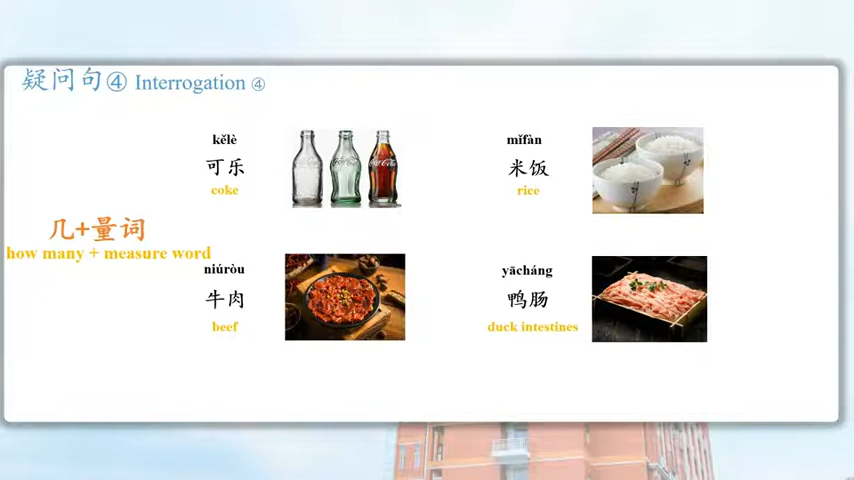 疑问句④ Interrogation ④
kělè
可乐
coke
mǐfàn
米饭
rice
几+量词
how many + measure word
niúròu
牛肉
beef
yācháng
鸭肠
duck intestines